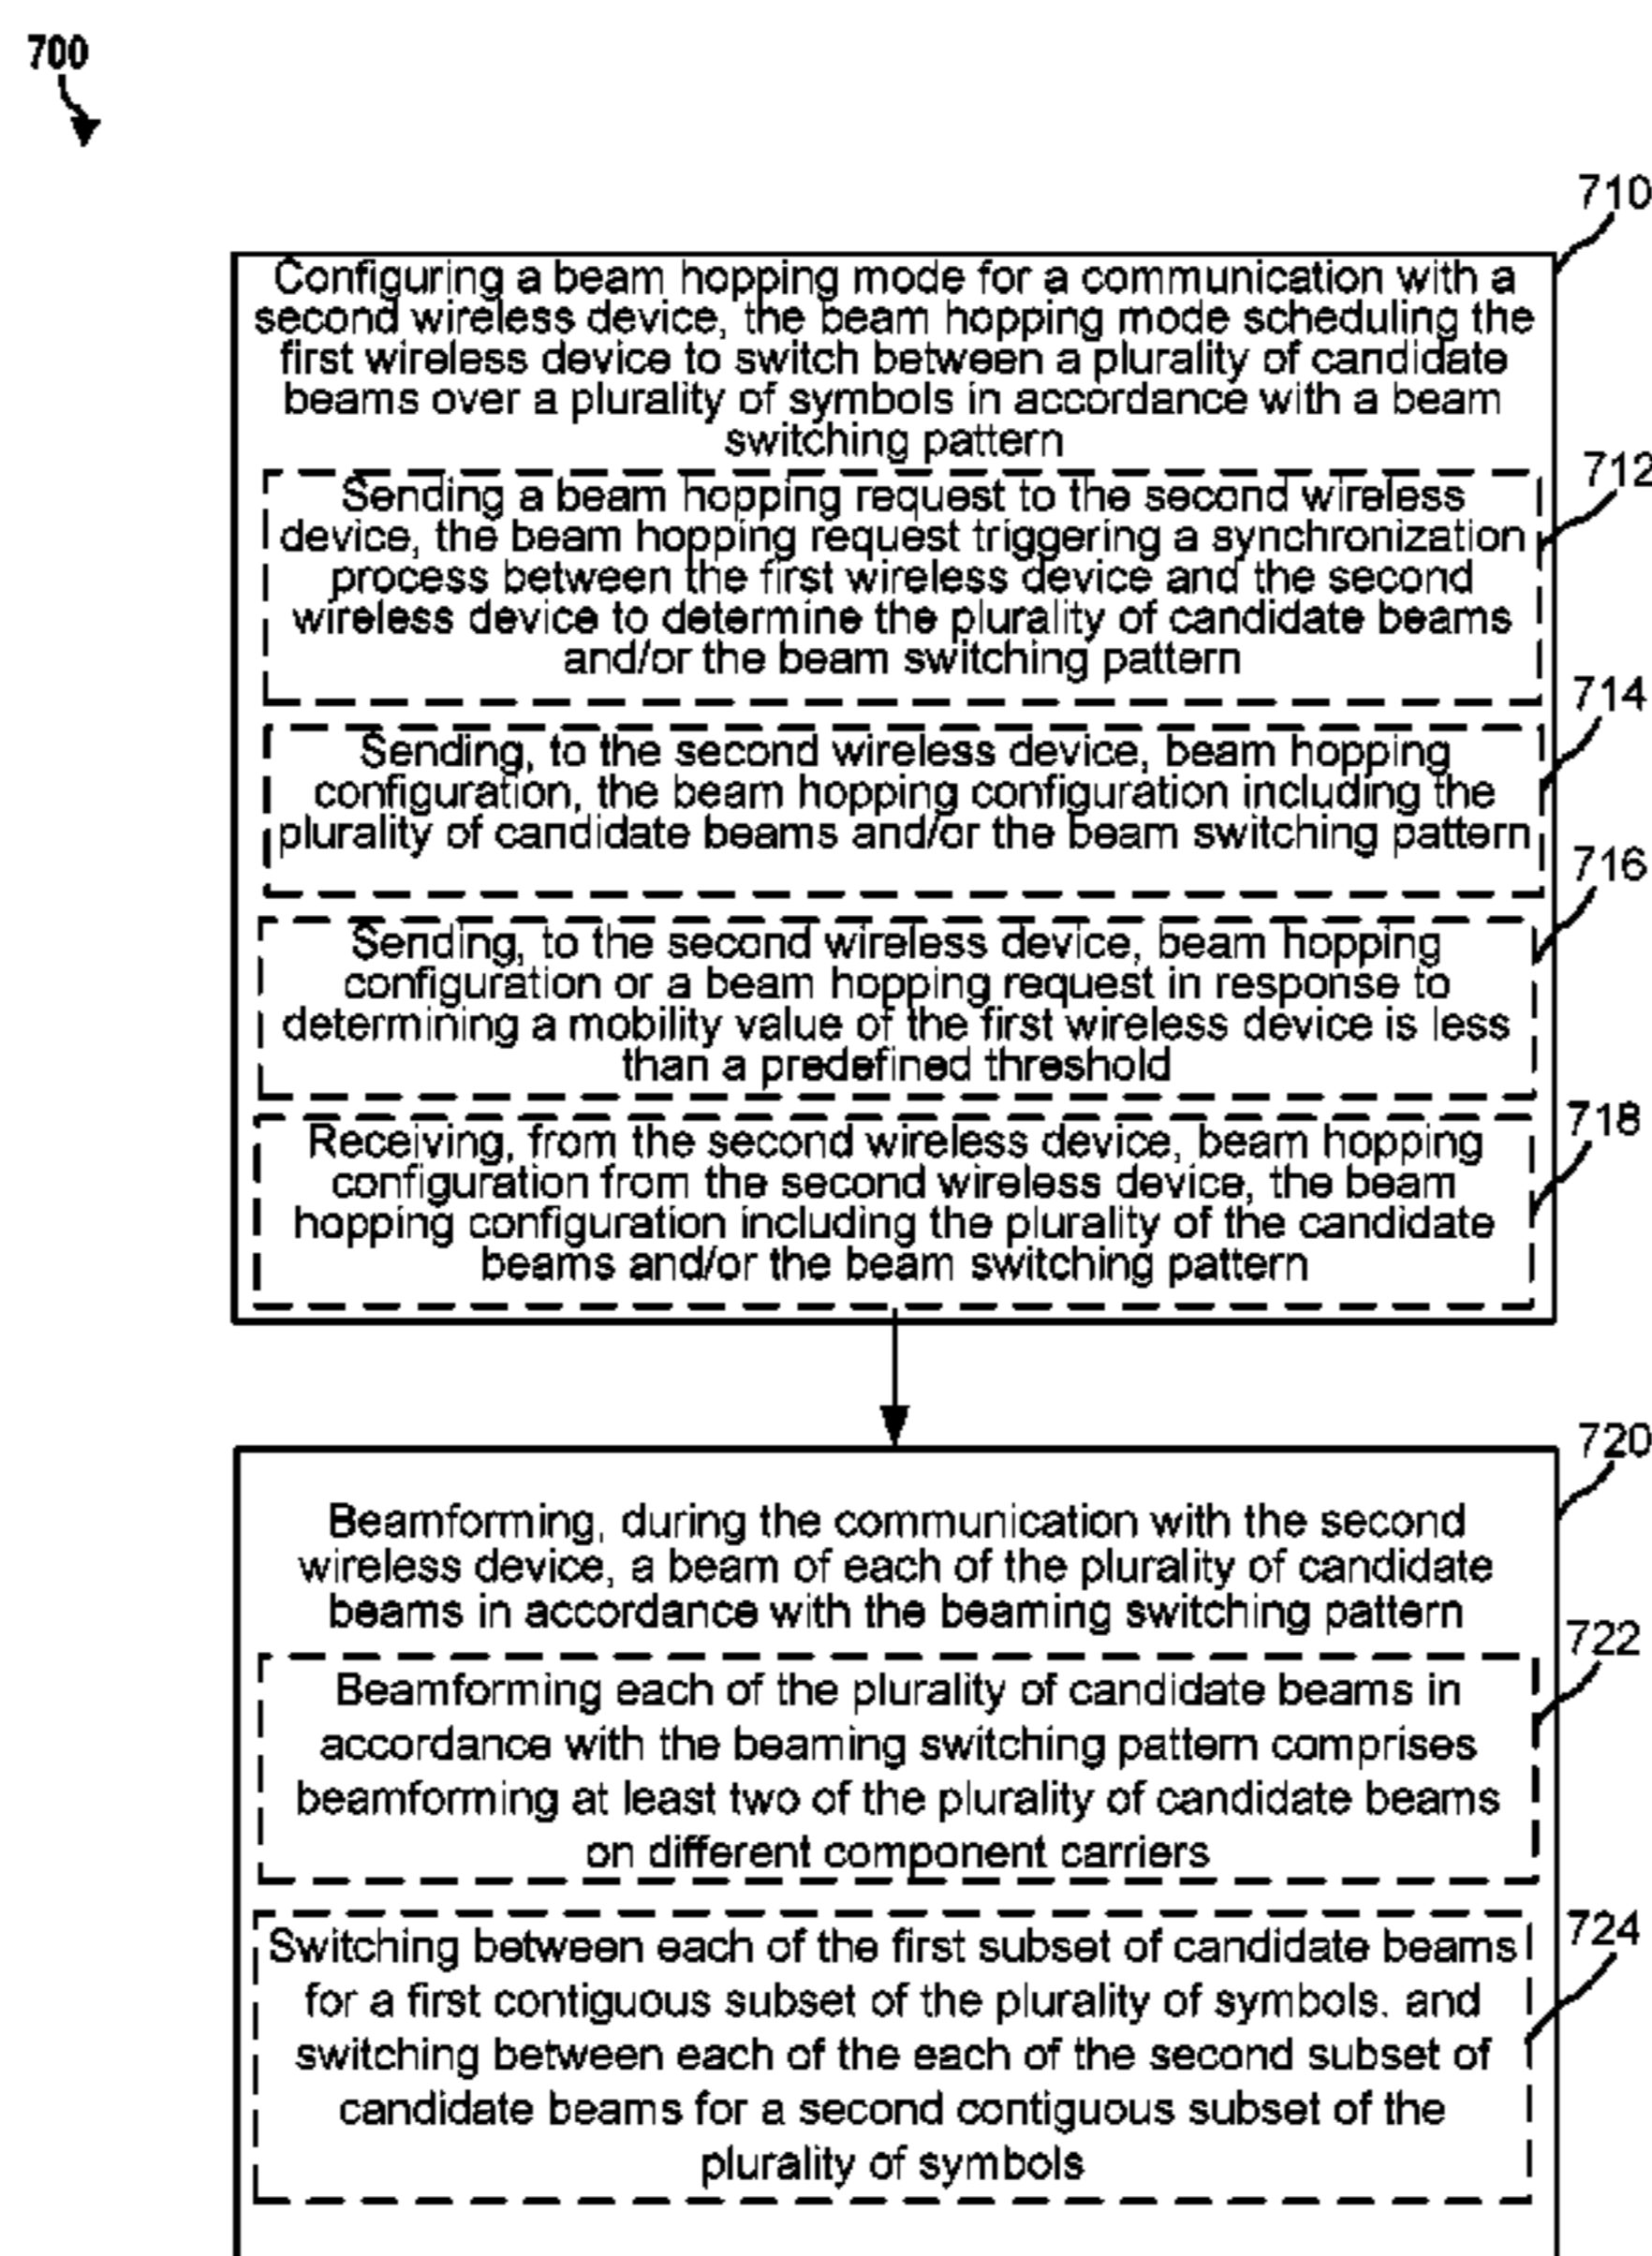 700
710
Configuring a beam hopping mode for a communication with a
second wireless device, the beam hopping mode scheduling the
first wireless device to switch between a plurality of candidate
beams over a plurality of symbols in accordance with a beam
switching pattern
712
Sending a beam hopping request to the second wireless
device, the beam hopping request triggering a synchronization
process between the first wireless device and the second
wireless device to determine the plurality of candidate beams
and/or the beam switching pattern
714
Sending, to the second wireless device, beam hopping
configuration, the beam hopping configuration including the
plurality of candidate beams and/or the beam switching pattern
716
Sending, to the second wireless device, beam hopping
configuration or a beam hopping request in response to
determining a mobility value of the first wireless device is less
than a predefined threshold
718
Receiving, from the second wireless device, beam hopping
configuration from the second wireless device, the beam
hopping configuration including the plurality of the candidate
beams and/or the beam switching pattern
720
Beamforming, during the communication with the second
wireless device, a beam of each of the plurality of candidate
beams in accordance with the beaming switching pattern
722
Beamforming each of the plurality of candidate beams in
accordance with the beaming switching pattern comprises
beamforming at least two of the plurality of candidate beams
on different component carriers
724
Switching between each of the first subset of candidate beams
for a first contiguous subset of the plurality of symbols. and
switching between each of the each of the second subset of
candidate beams for a second contiguous subset of the
plurality of symbols